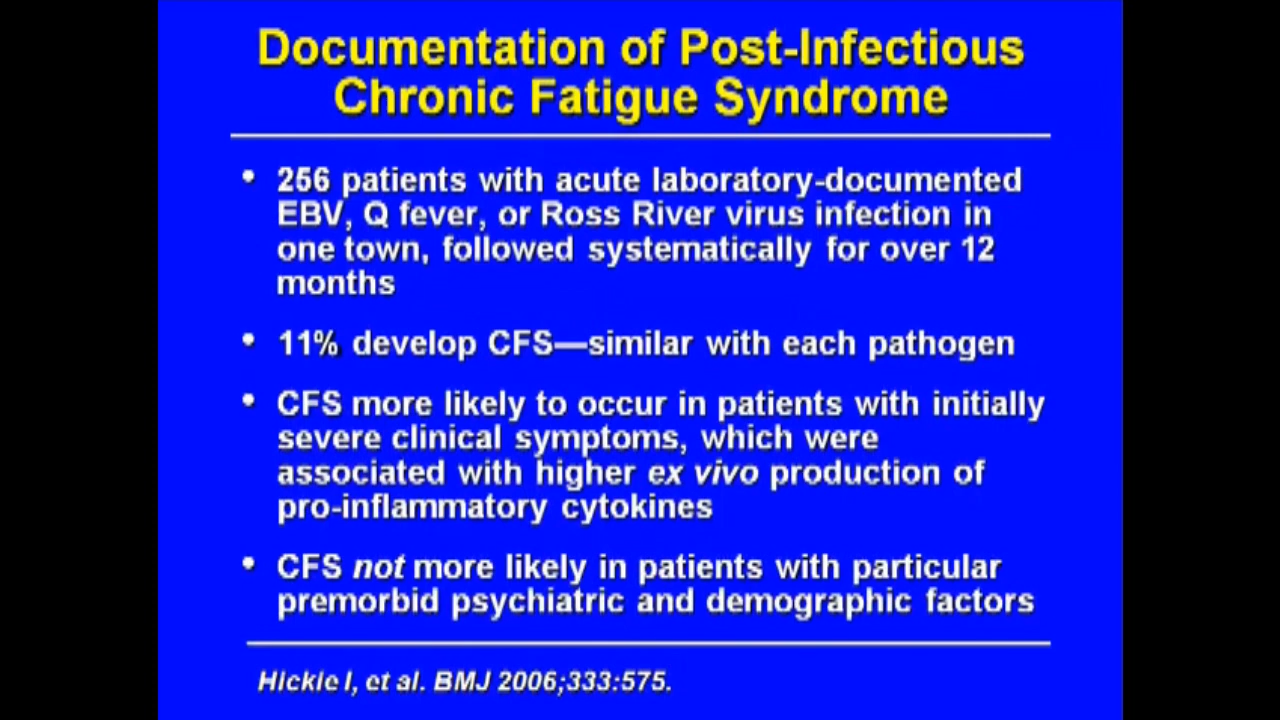 Documentation of Post-Infectious
Chronic Fatigue Syndrome
• 256 patients with acute laboratory-documented
EBV, Q fever, or Ross River virus infection in
one town, followed systematically for over 12
months
• 11% develop CFS—similar with each pathogen
• CFS more likely to occur in patients with initially
severe clinical symptoms, which were
associated with higher ex vivo production of
pro-inflammatory cytokines
• CFS not more likely in patients with particular
premorbid psychiatric and demographic factors
Hickie I, et al. BMJ 2006;333:575.